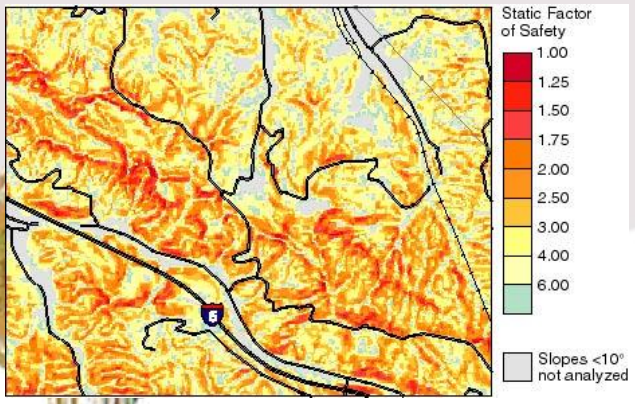 Static Factor
of Safety
1.00
1.25
1.50
1.75
2.00
2.50
3.00
4.00
6.00
Slopes <10°
not analyzed
5